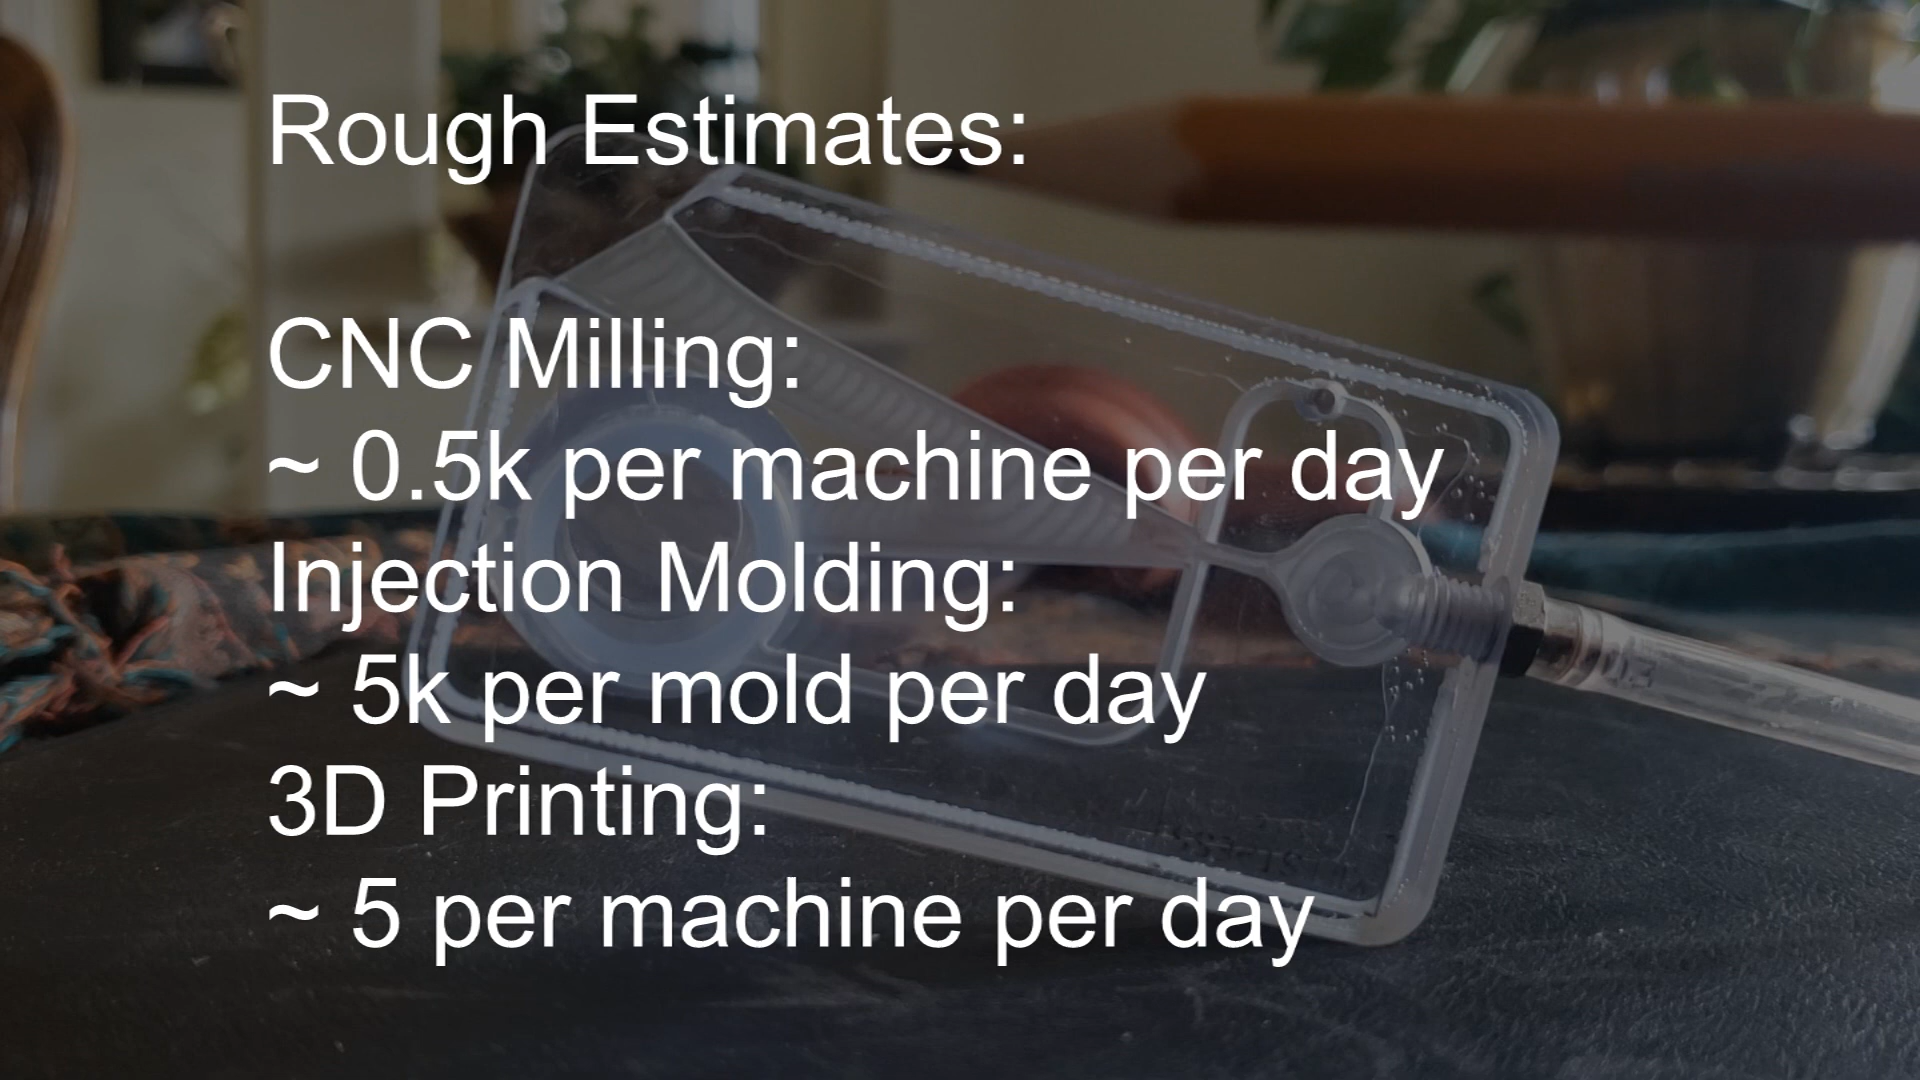 Rough Estimates:
CNC Milling:
~ 0.5k per machine per day
Injection Molding:
~ 5k per mold per day
3D Printing:
~ 5 per machine per day